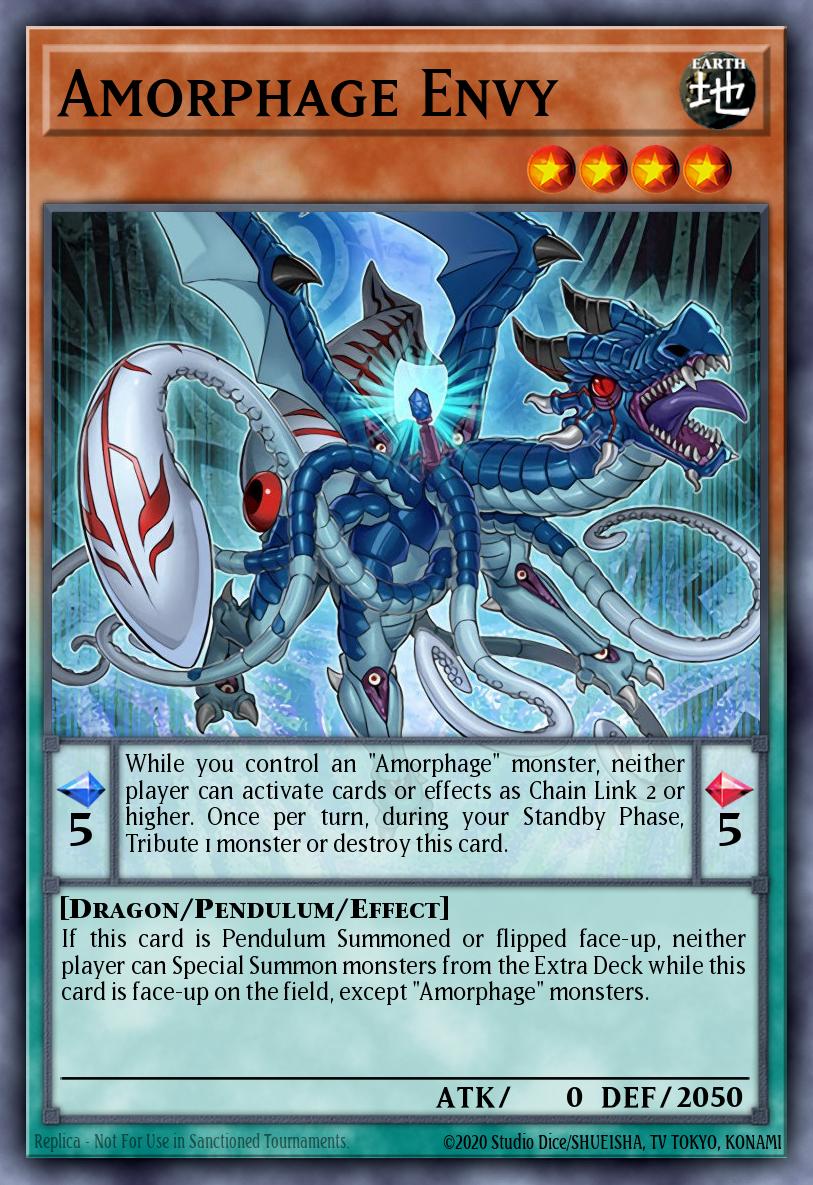 Amorphage Envy
EARTH
地
While you control an "Amorphage" monster, neither
player can activate cards or effects as Chain Link 2 or
higher. Once per turn, during your Standby Phase,
Tribute 1 monster or destroy this card.
5
5
[Dragon/Pendulum/Effect]
If this card is Pendulum Summoned or flipped face-up, neither
player can Special Summon monsters from the Extra Deck while this
card is face-up on the field, except "Amorphage" monsters.
ATK/ 0 DEF/2050
Replica - Not For Use in Sanctioned Tournaments.
©2020 Studio Dice/SHUEISHA, TV TOKYO, KONAMI